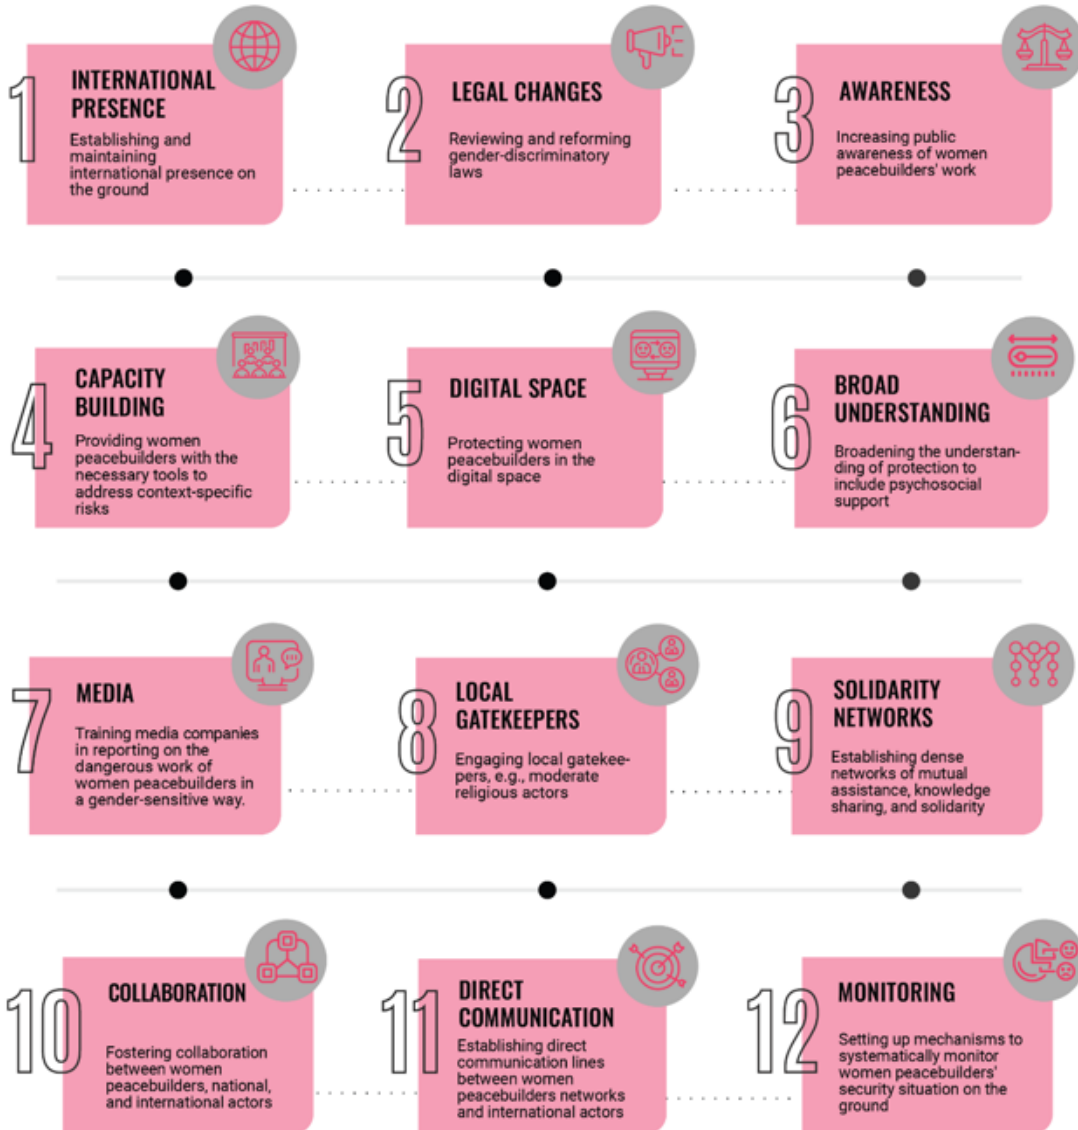 1
INTERNATIONAL
PRESENCE
Establishing and
maintaining
international presence on
the ground
2
LEGAL CHANGES
Reviewing and reforming
gender-discriminatory
laws
3
AWARENESS
Increasing public
awareness of women
peacebuilders' work
4
CAPACITY
BUILDING
Providing women
peacebuilders with the
necessary tools to
address context-specific
risks
5
DIGITAL SPACE
Protecting women
peacebuilders in the
digital space
6
BROAD
UNDERSTANDING
Broadening the understan-
ding of protection to
include psychosocial
support
7
MEDIA
Training media companies
in reporting on the
dangerous work of
women peacebuilders in
a gender-sensitive way.
8
LOCAL
GATEKEEPERS
Engaging local gatekee-
pers, e.g., moderate
religious actors
9
SOLIDARITY
NETWORKS
Establishing dense
networks of mutual
assistance, knowledge
sharing, and solidarity
10
COLLABORATION
Fostering collaboration
between women
peacebuilders, national,
and international actors
11
DIRECT
COMMUNICATION
Establishing direct
communication lines
between women
peacebuilders networks
and international actors
12
MONITORING
Setting up mechanisms to
systematically monitor
women peacebuilders'
security situation on the
ground